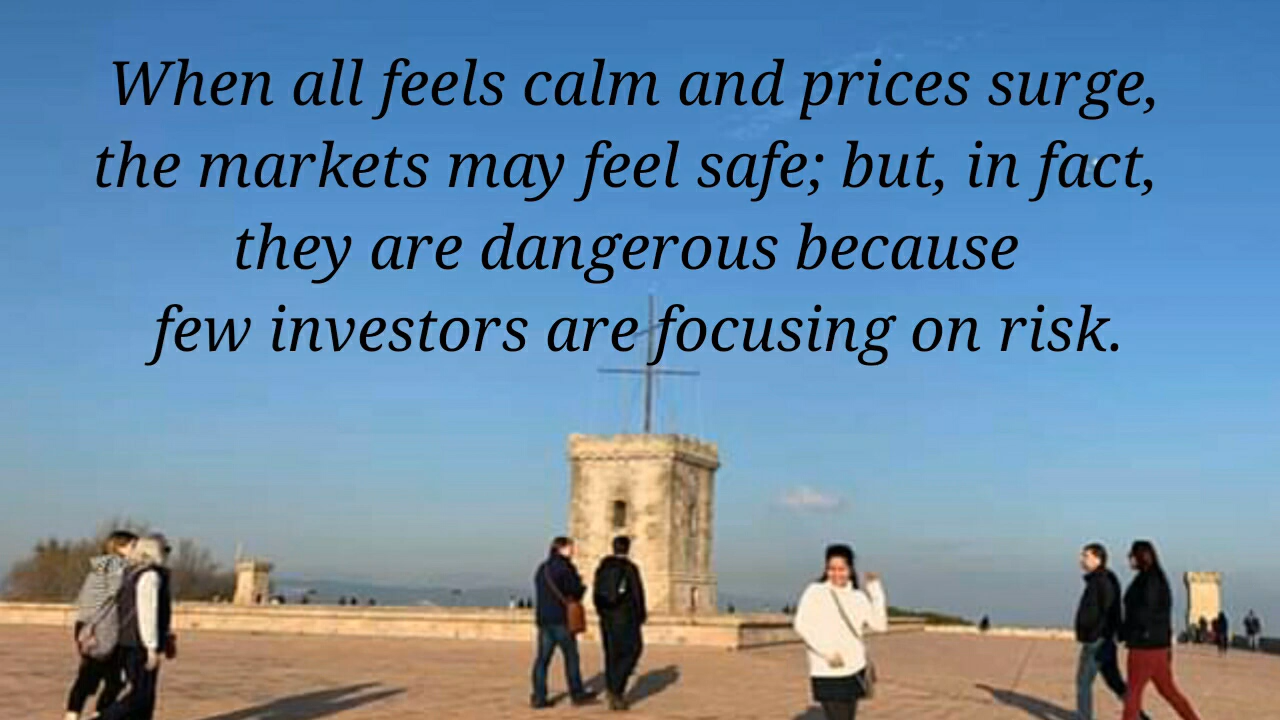 When all feels calm and prices surge,
the markets may feel safe; but, in fact,
they are dangerous because
few investors are focusing on risk.